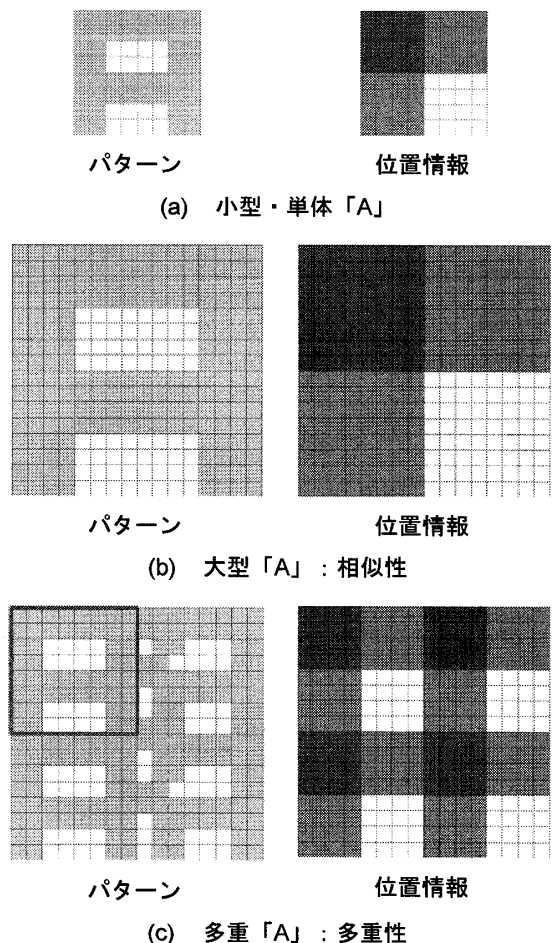 パターン 位置情報
(a) 小型・単体「A」
パターン 位置情報
(b) 大型「A」：相似性
パターン 位置情報
(c) 多重「A」：多重性